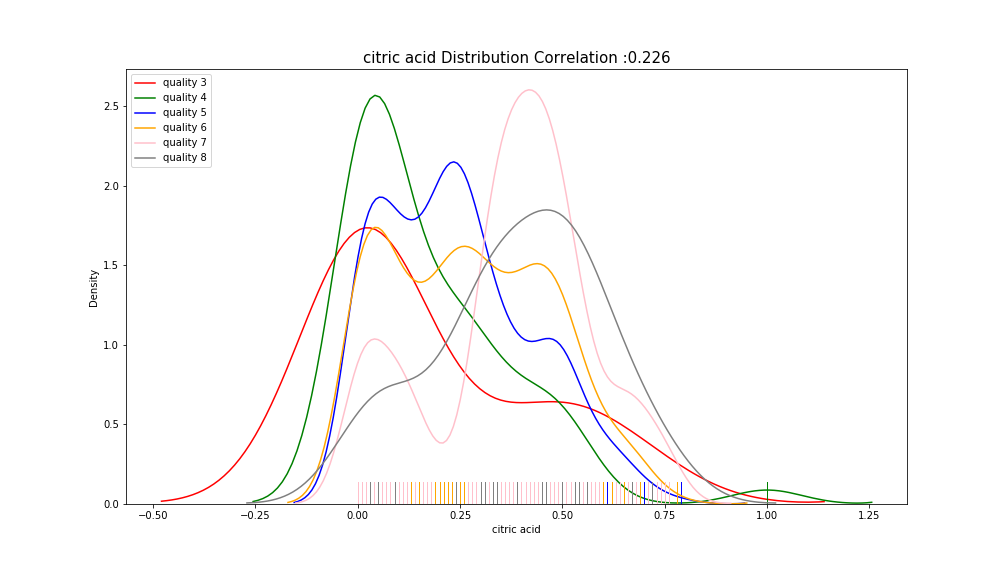 citric acid Distribution Correlation :0.226
quality 3
quality 4
quality 5
quality 6
quality 7
quality 8
Density
2.5
2.0
1.5
1.0
0.5
0.0
−0.50 −0.25 0.00 0.25 0.50 0.75 1.00 1.25
citric acid